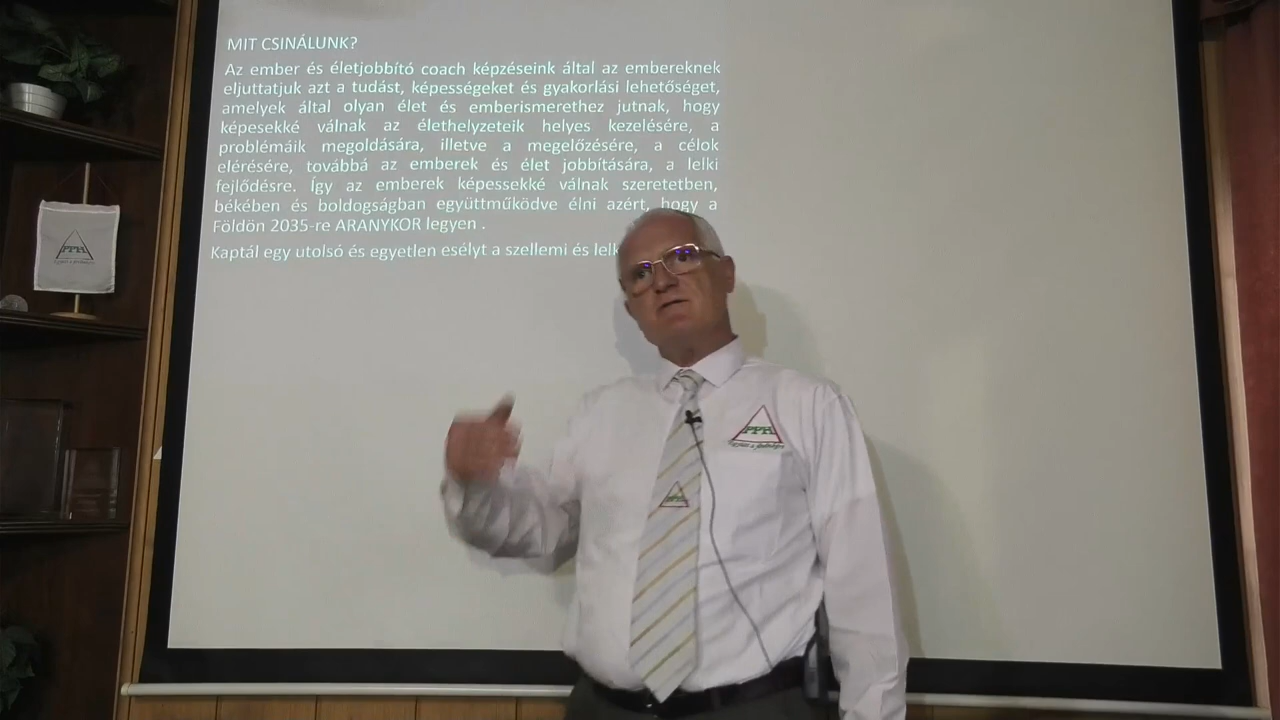 MIT CSINÁLUNK?
Az ember és életjobbító coach képzéseink által az embereknek
eljuttatjuk azt a tudást, képességeket és gyakorlási lehetőséget,
amelyek által olyan élet és emberismerethez jutnak, hogy
képesekké válnak az élethelyzeteik helyes kezelésére, a
problémáik megoldására, illetve a megelőzésére, a célok
elérésére, továbbá az emberek és élet jobbítására, a lelki
fejlődésre. Így az emberek képessekké válnak szeretetben,
békében és boldogságban együttműködve élni azért, hogy a
Földön 2035-re ARANYKOR legyen .
Kaptál egy utolsó és egyetlen esélyt a szellemi és lelk
PPH
PPH
PPH